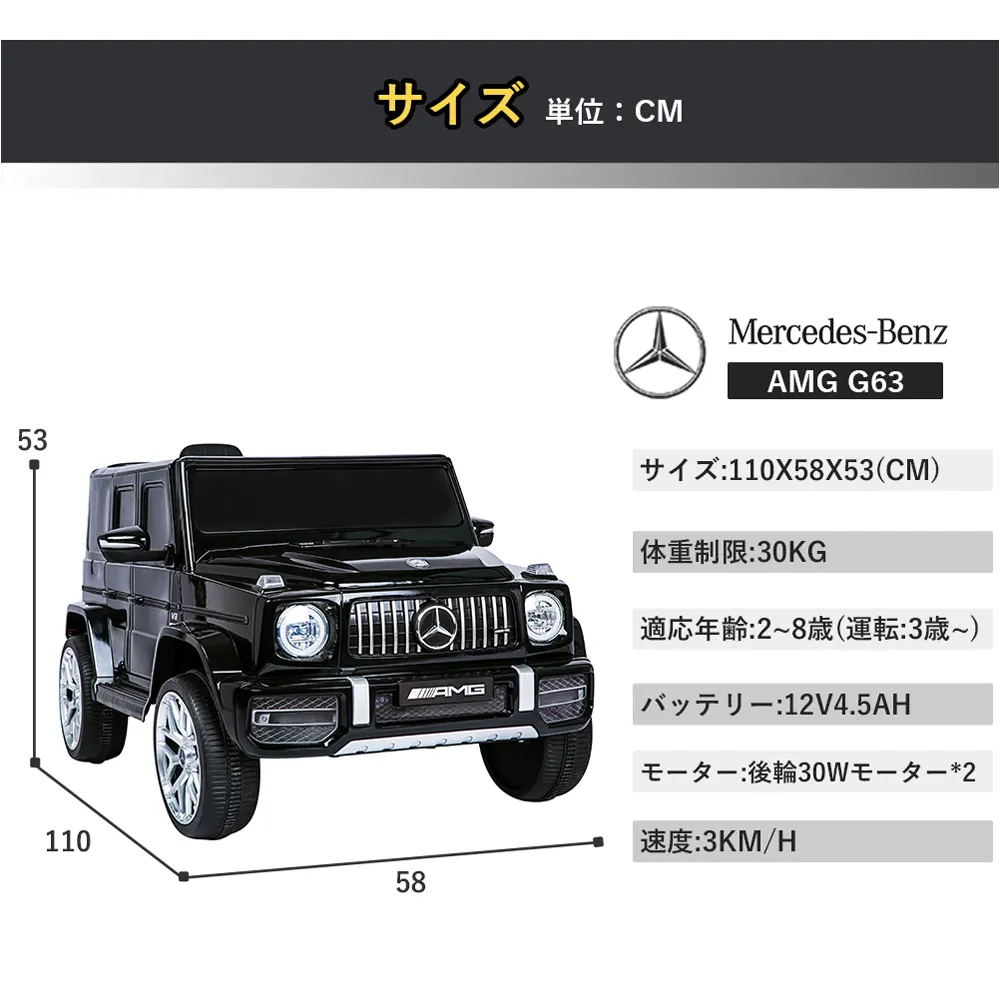 サイズ 単位：CM
Mercedes-Benz
AMG G63
53
サイズ:110X58X53(CM)
体重制限:30KG
適応年齢:2~8歳(運転:3歳~)
バッテリー:12V4.5AH
モーター:後輪30Wモーター*2
速度:3KM/H
AMG
V8
110
58